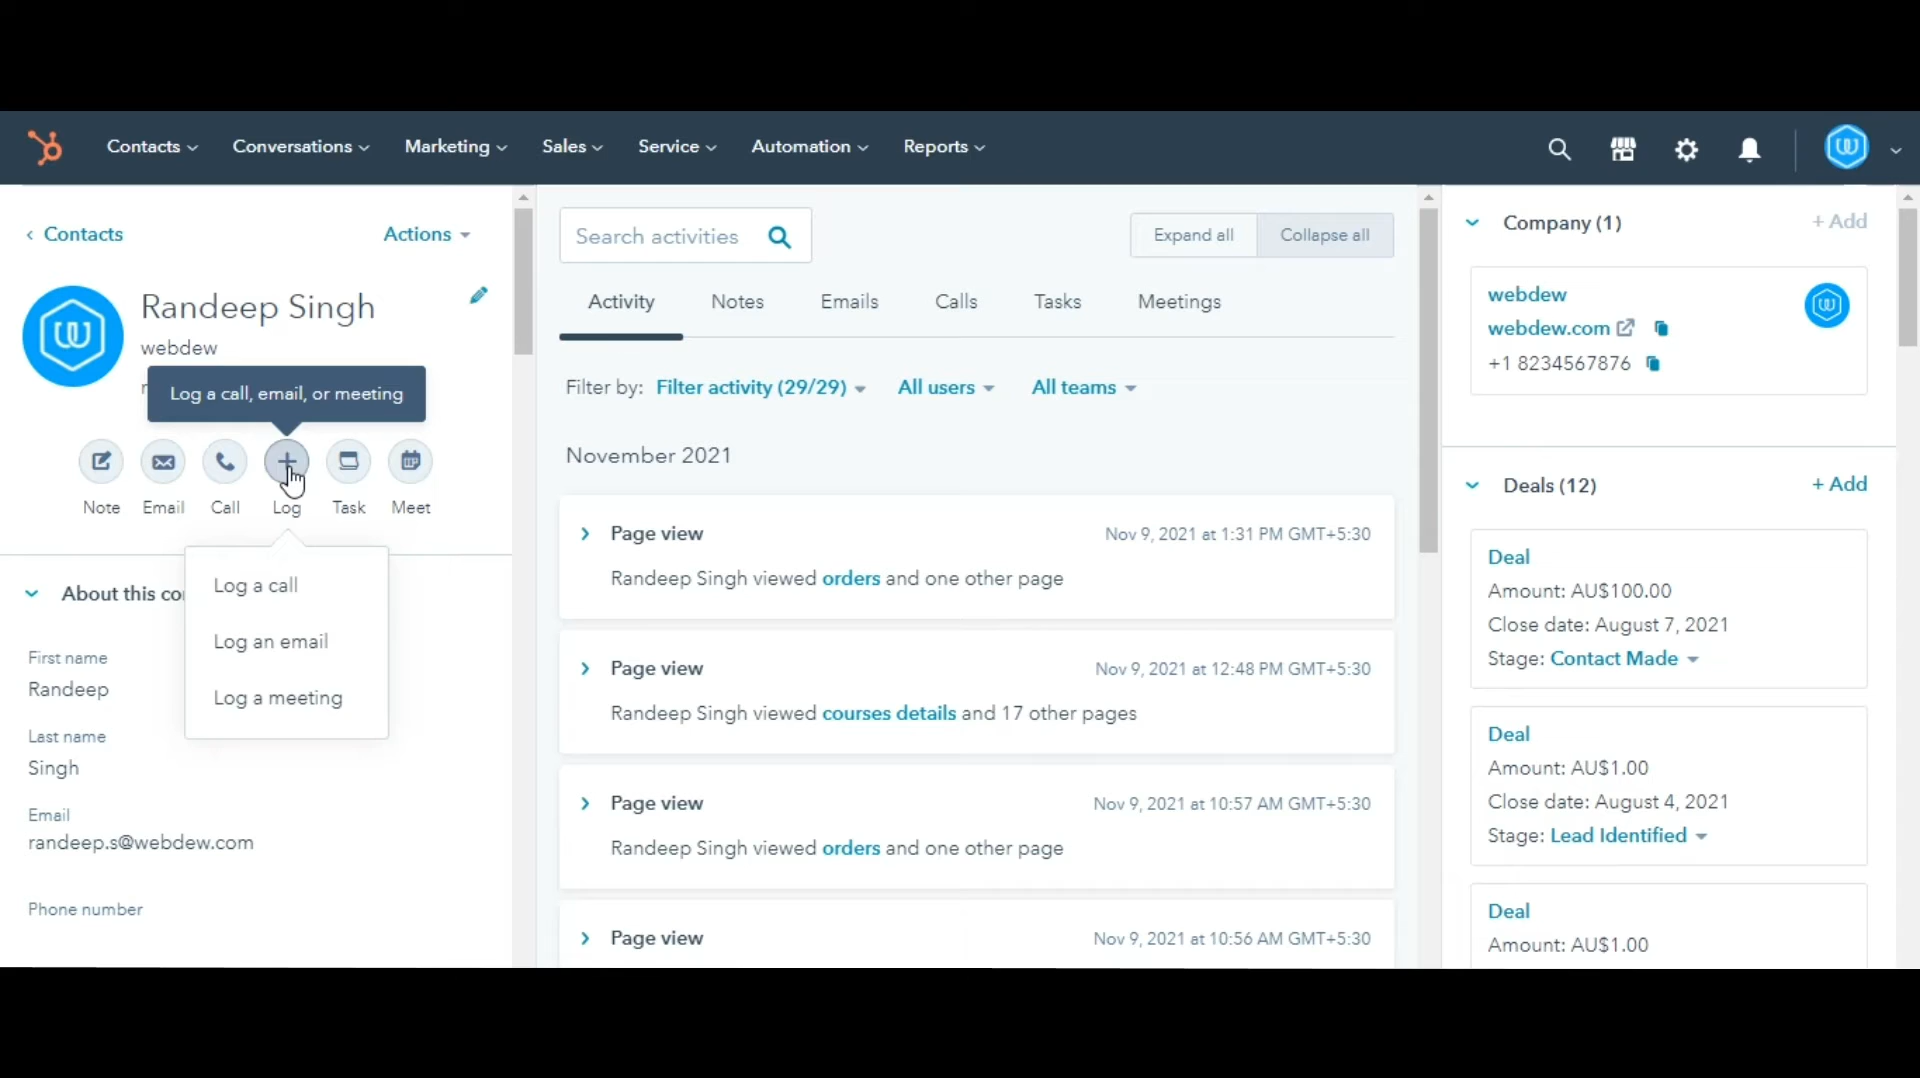 Contacts Conversations Marketing Sales Service Automation Reports
‹ Contacts
Actions
Randeep Singh
webdew
Log a call, email, or meeting
Note Email Call Log Task Meet
Log a call
Log an email
Log a meeting
About this
First name
Randeep
Last name
Singh
Email
randeep.s@webdew.com
Phone number
Search activities
Expand all Collapse all
Activity Notes Emails Calls Tasks Meetings
Filter by: Filter activity (29/29) All users All teams
November 2021
Page view Nov 9, 2021 at 1:31 PM GMT+5:30
Randeep Singh viewed orders and one other page
Page view Nov 9, 2021 at 12:48 PM GMT+5:30
Randeep Singh viewed courses details and 17 other pages
Page view Nov 9, 2021 at 10:57 AM GMT+5:30
Randeep Singh viewed orders and one other page
Page view Nov 9, 2021 at 10:56 AM GMT+5:30
Company (1) + Add
webdew
webdew.com
+1 8234567876
Deals (12) + Add
Deal
Amount: AU$100.00
Close date: August 7, 2021
Stage: Contact Made
Deal
Amount: AU$1.00
Close date: August 4, 2021
Stage: Lead Identified
Deal
Amount: AU$1.00